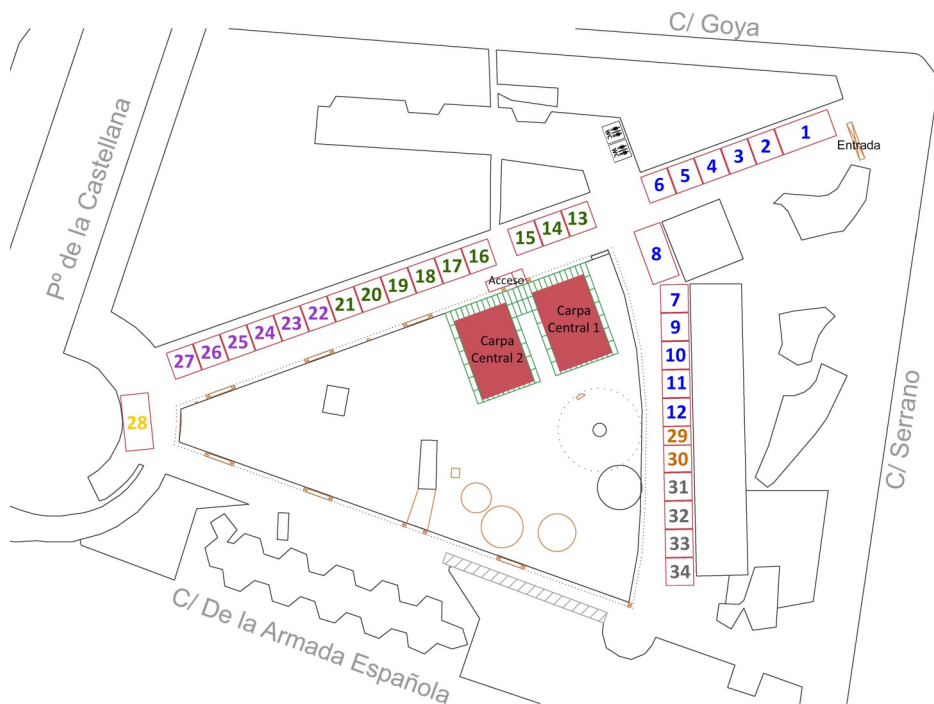 C/ Goya
Pº de la Castellana
WC
WC
1
2
3
4
5
6
Entrada
13
14
15
16
17
18
19
20
21
22
23
24
25
26
27
8
Acceso
Carpa
Central 1
Carpa
Central 2
7
9
10
11
12
29
30
31
32
33
34
28
C/ Serrano
C/ De la Armada Española